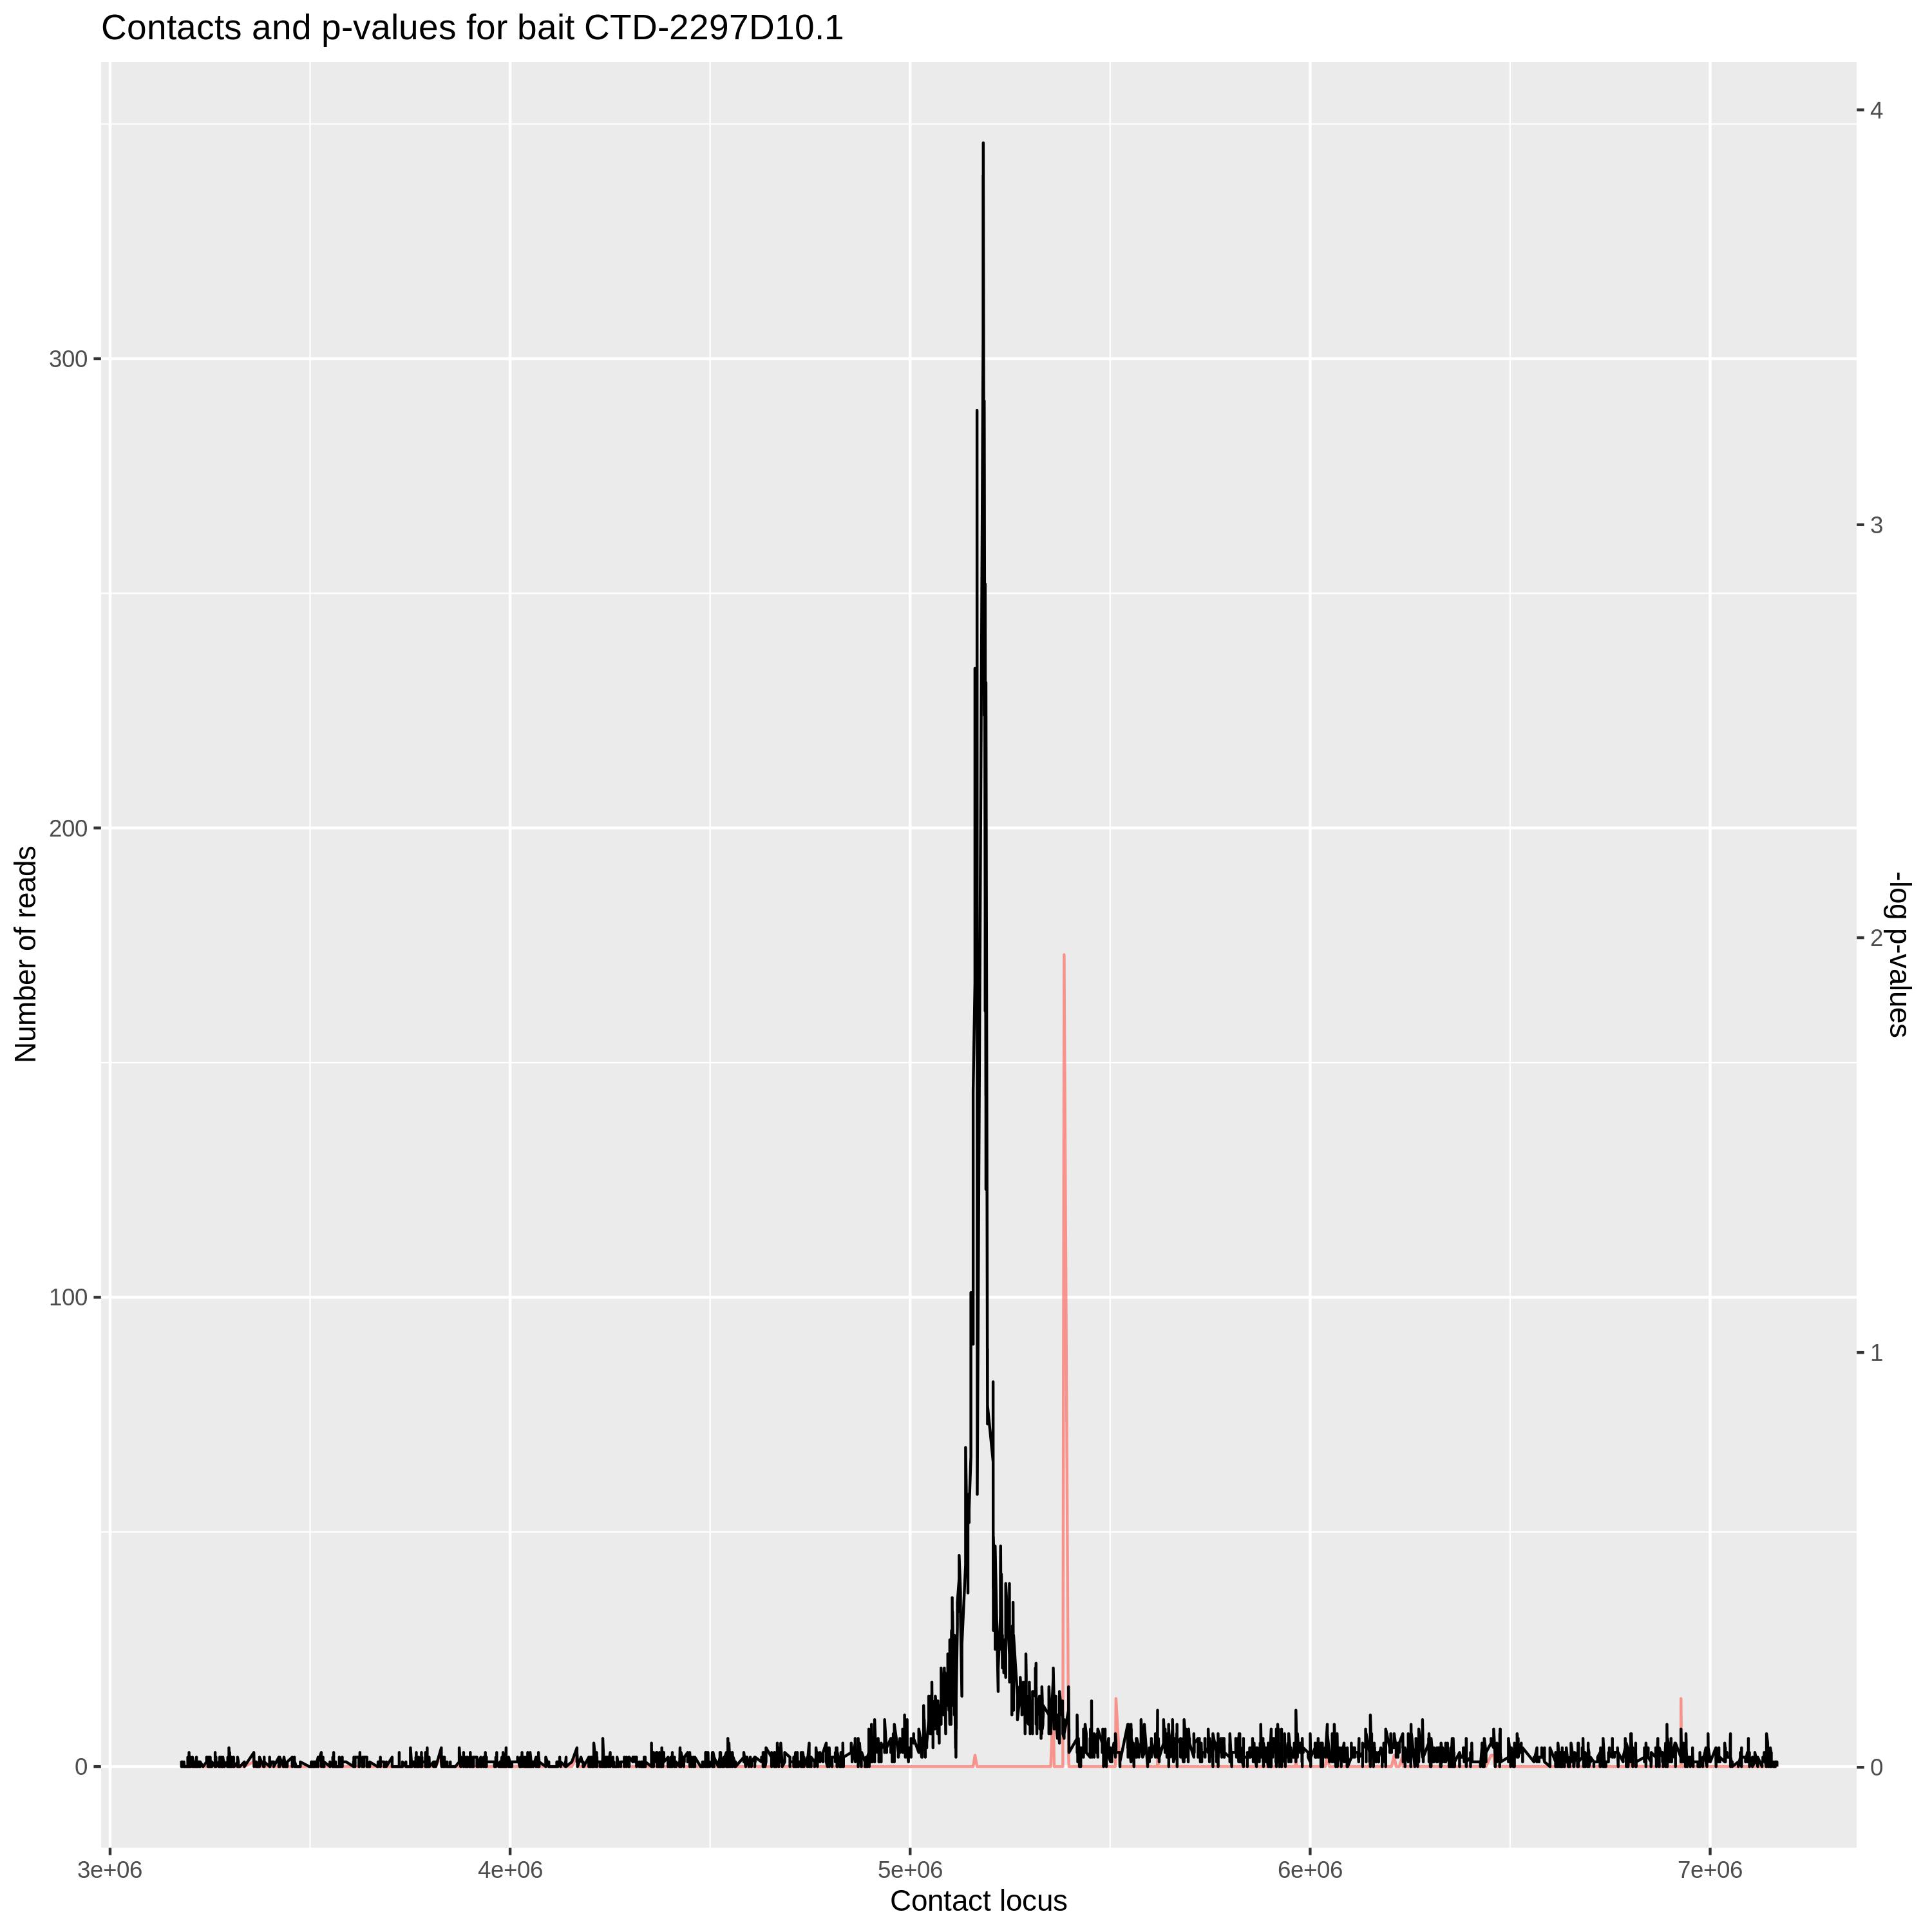 Contacts and p-values for bait CTD-2297D10.1
Number of reads
300
200
100
0
4
3
2
1
0
-log p-values
3e+06
4e+06
5e+06
6e+06
7e+06
Contact locus